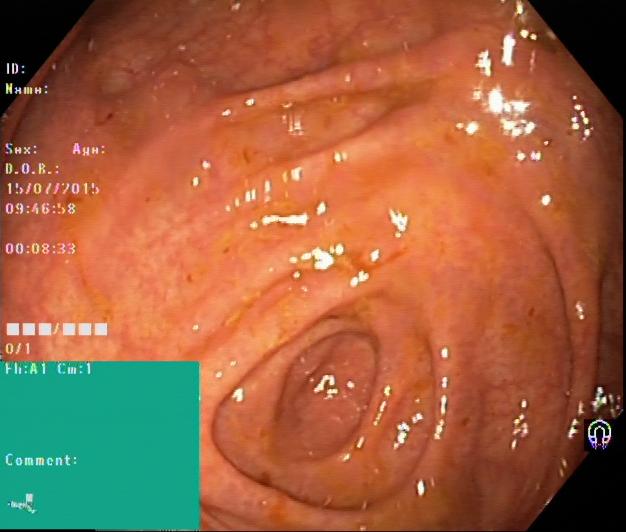 ID:
Name:
Sex: Age:
D.O.B.:
15/07/2015
09:46:58
00:08:33
0/1
Eh:A1 Cm:1
Comment: